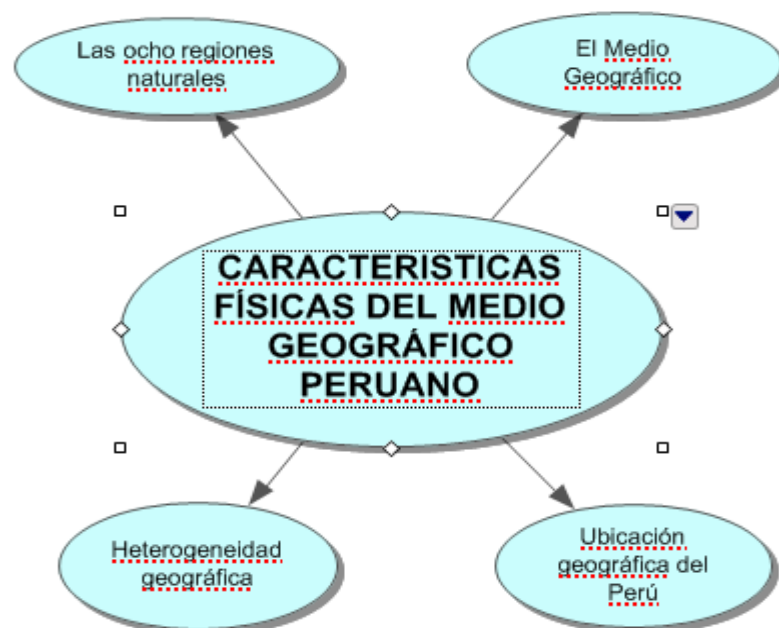 Las ocho regiones
naturales
El Medio
Geográfico
CARACTERISTICAS
FÍSICAS DEL MEDIO
GEOGRÁFICO
PERUANO
Heterogeneidad
geográfica
Ubicación
geográfica del
Perú